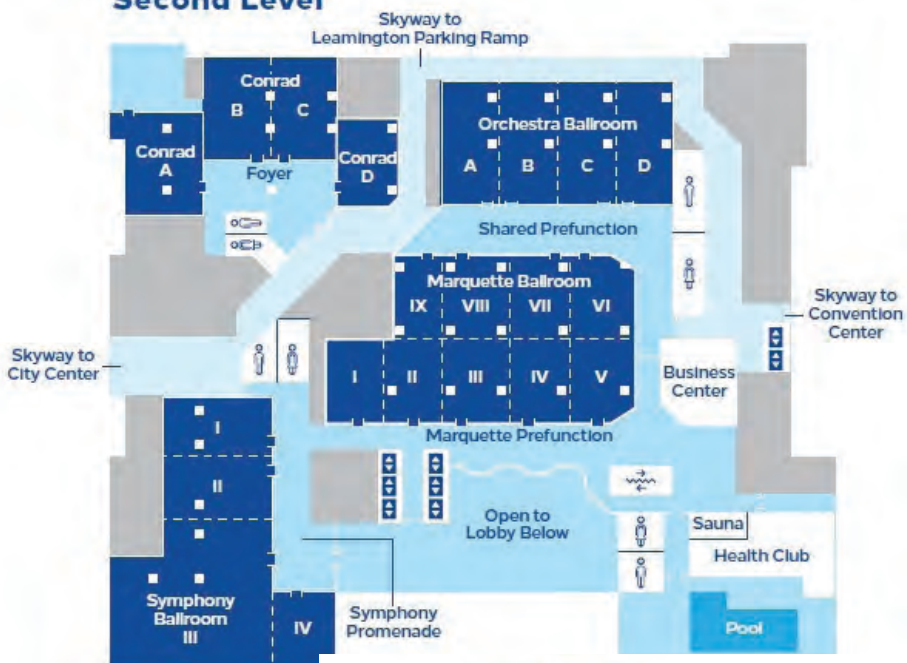 Second Level
Skyway to
Leamington Parking Ramp
Conrad
B
C
Conrad
A
Conrad
D
Foyer
Orchestra Ballroom
A
B
C
D
Shared Prefunction
Marquette Ballroom
IX
VIII
VII
VI
I
II
III
IV
V
Marquette Prefunction
Skyway to
Convention
Center
Skyway to
City Center
Business
Center
I
II
Symphony
Ballroom
III
IV
Symphony
Promenade
Open to
Lobby Below
Sauna
Health Club
Pool